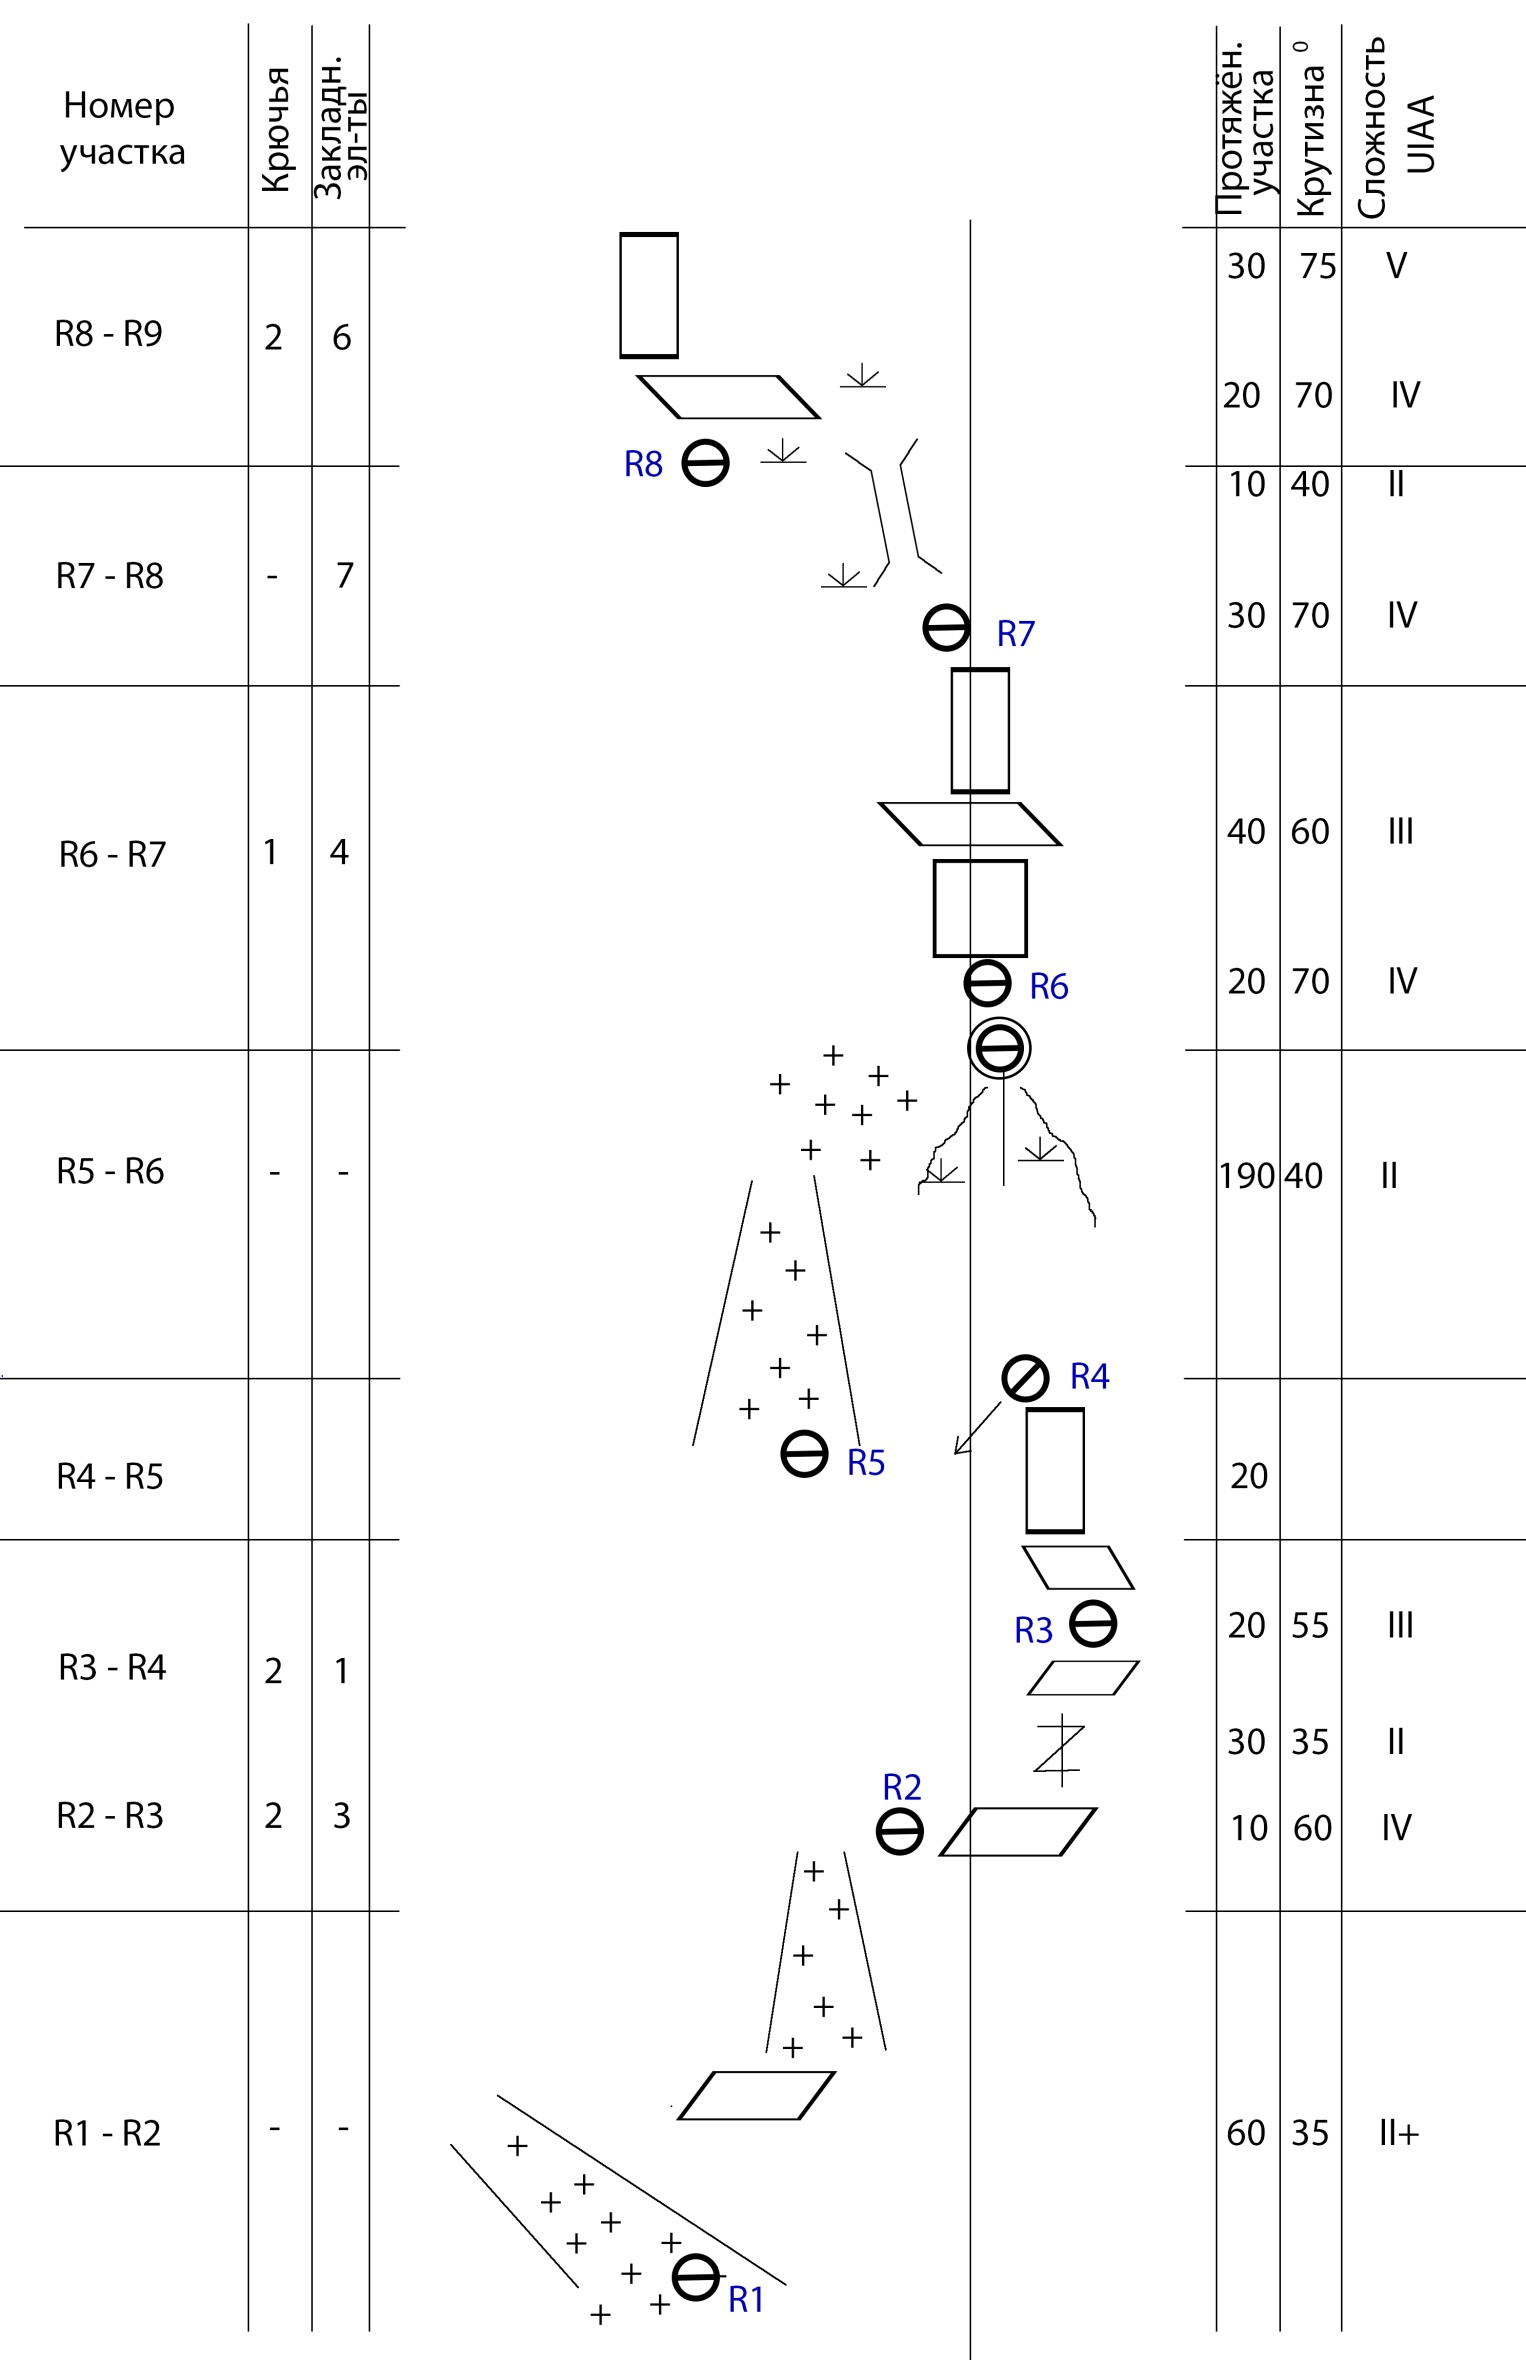 Номер
участка
Крючья
Закладн.
эл-ты
Протяжён.
участка
Крутизна 0
Сложность
UIAA
R8 - R9 2 6
30 75 V
20 70 IV
R8
R7 - R8 - 7
10 40 II
30 70 IV
R7
R6 - R7 1 4
40 60 III
20 70 IV
R6
R5 - R6 - -
190 40 II
R4
R5
R4 - R5
20
R3
R3 - R4 2 1
20 55 III
30 35 II
R2
R2 - R3 2 3
10 60 IV
R1 - R2 - -
60 35 II+
R1